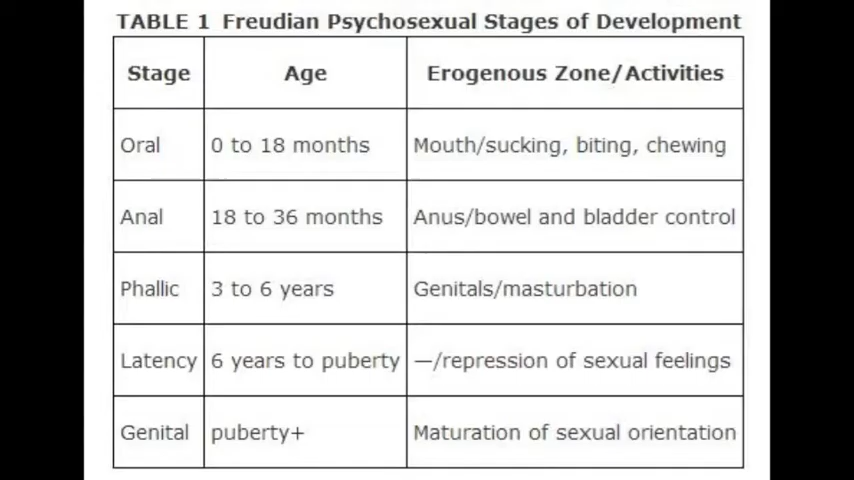 TABLE 1 Freudian Psychosexual Stages of Development
Stage Age Erogenous Zone/Activities
Oral 0 to 18 months Mouth/sucking, biting, chewing
Anal 18 to 36 months Anus/bowel and bladder control
Phallic 3 to 6 years Genitals/masturbation
Latency 6 years to puberty —/repression of sexual feelings
Genital puberty+ Maturation of sexual orientation